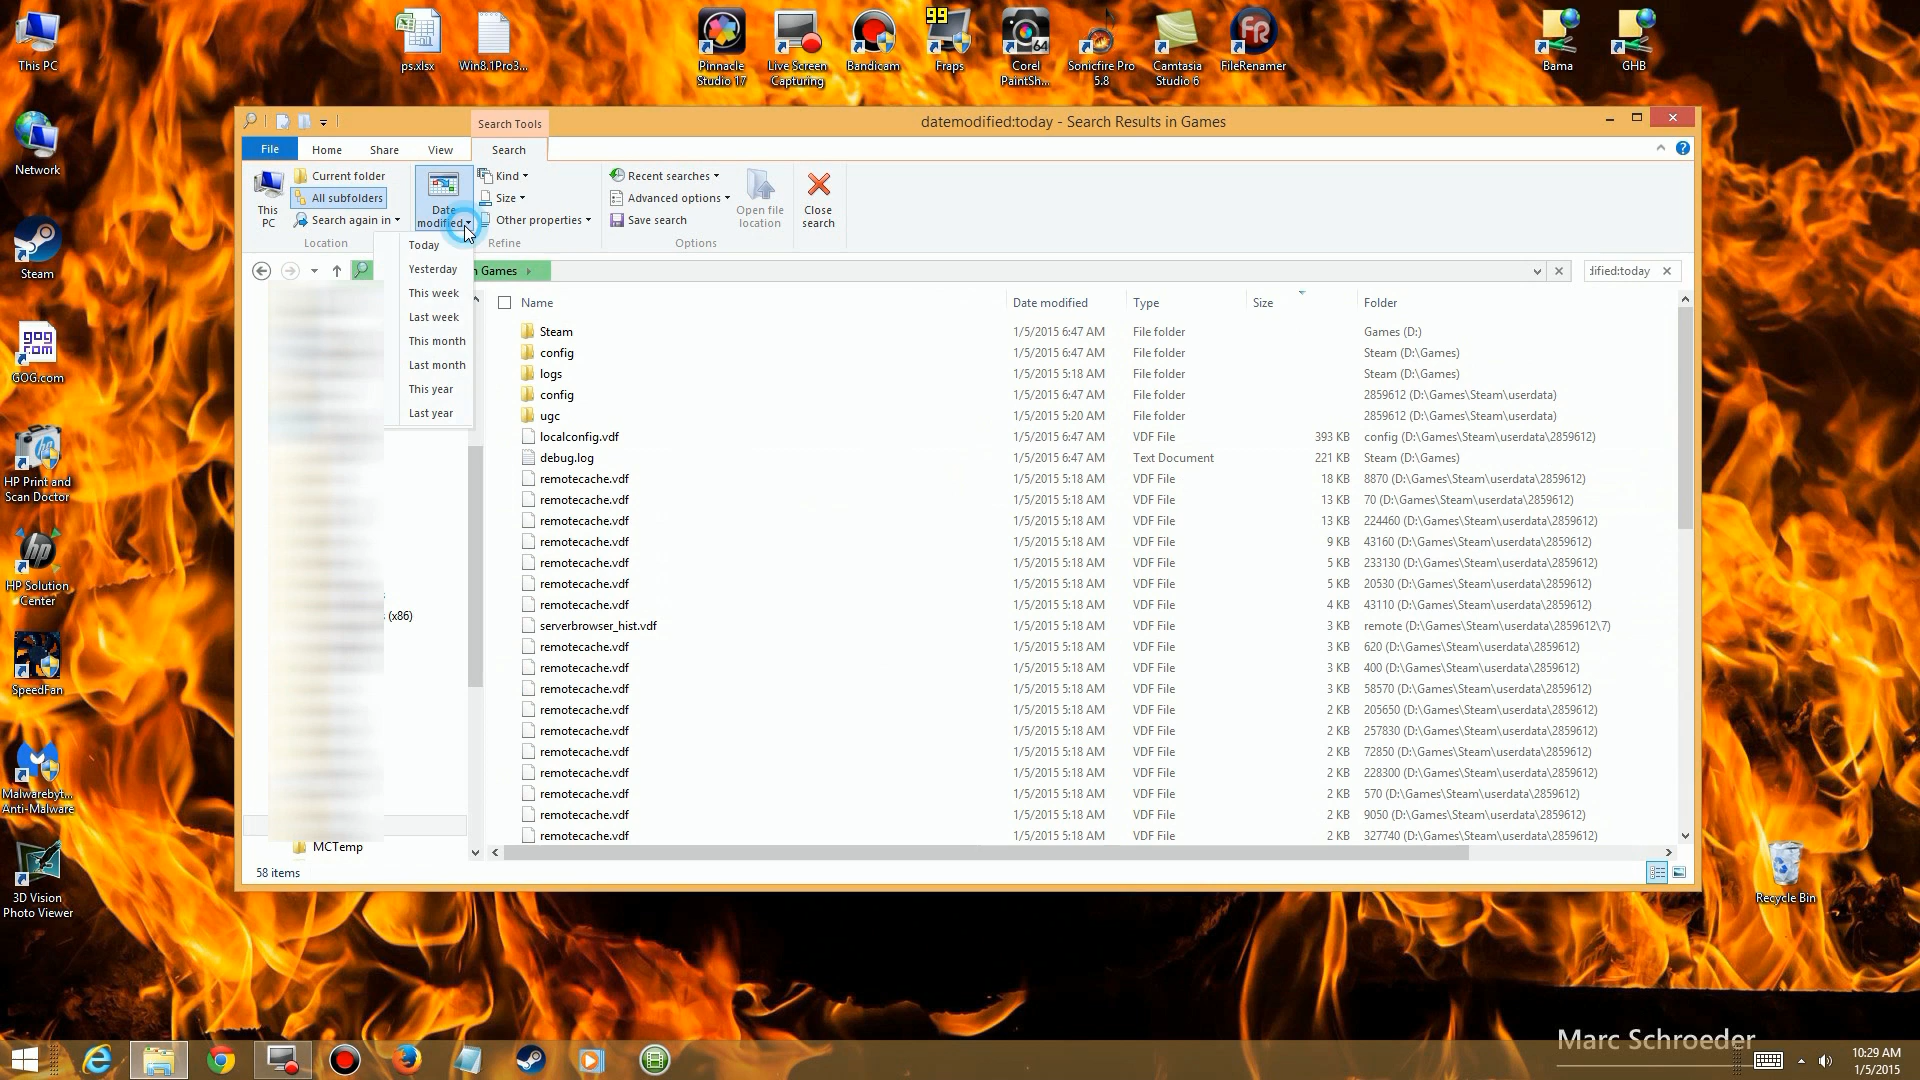 This PC
ps.xlsx
Win8.1Pro3...
Pinnacle
Studio 17
Live Screen
Capturing
Bandicam
99
Fraps
64
Corel
PaintSh...
Sonicfire Pro
5.8
Camtasia
Studio 6
FR
FileRenamer
Bama
GHB
Network
Steam
gog
com
GOG.com
HP Print and
Scan Doctor
HP Solution
Center
SpeedFan
Malwarebyt...
Anti-Malware
3D Vision
Photo Viewer
Search Tools
datemodified:today - Search Results in Games
File Home Share View Search
This
PC
Current folder
All subfolders
Search again in
Location
Date
modified
Kind
Size
Other properties
Refine
Recent searches
Advanced options
Save search
Options
Open file
location
Close
search
Today
Yesterday
This week
Last week
This month
Last month
This year
Last year
Games
dified:today
(x86)
MCTemp
Name Date modified Type Size Folder
Steam 1/5/2015 6:47 AM File folder Games (D:)
config 1/5/2015 6:47 AM File folder Steam (D:\Games)
logs 1/5/2015 5:18 AM File folder Steam (D:\Games)
config 1/5/2015 6:47 AM File folder 2859612 (D:\Games\Steam\userdata)
ugc 1/5/2015 5:20 AM File folder 2859612 (D:\Games\Steam\userdata)
localconfig.vdf 1/5/2015 6:47 AM VDF File 393 KB config (D:\Games\Steam\userdata\2859612)
debug.log 1/5/2015 6:47 AM Text Document 221 KB Steam (D:\Games)
remotecache.vdf 1/5/2015 5:18 AM VDF File 18 KB 8870 (D:\Games\Steam\userdata\2859612)
remotecache.vdf 1/5/2015 5:18 AM VDF File 13 KB 70 (D:\Games\Steam\userdata\2859612)
remotecache.vdf 1/5/2015 5:18 AM VDF File 13 KB 224460 (D:\Games\Steam\userdata\2859612)
remotecache.vdf 1/5/2015 5:18 AM VDF File 9 KB 43160 (D:\Games\Steam\userdata\2859612)
remotecache.vdf 1/5/2015 5:18 AM VDF File 5 KB 233130 (D:\Games\Steam\userdata\2859612)
remotecache.vdf 1/5/2015 5:18 AM VDF File 5 KB 20530 (D:\Games\Steam\userdata\2859612)
remotecache.vdf 1/5/2015 5:18 AM VDF File 4 KB 43110 (D:\Games\Steam\userdata\2859612)
serverbrowser_hist.vdf 1/5/2015 5:18 AM VDF File 3 KB remote (D:\Games\Steam\userdata\2859612\7)
remotecache.vdf 1/5/2015 5:18 AM VDF File 3 KB 620 (D:\Games\Steam\userdata\2859612)
remotecache.vdf 1/5/2015 5:18 AM VDF File 3 KB 400 (D:\Games\Steam\userdata\2859612)
remotecache.vdf 1/5/2015 5:18 AM VDF File 3 KB 58570 (D:\Games\Steam\userdata\2859612)
remotecache.vdf 1/5/2015 5:18 AM VDF File 2 KB 205650 (D:\Games\Steam\userdata\2859612)
remotecache.vdf 1/5/2015 5:18 AM VDF File 2 KB 257830 (D:\Games\Steam\userdata\2859612)
remotecache.vdf 1/5/2015 5:18 AM VDF File 2 KB 72850 (D:\Games\Steam\userdata\2859612)
remotecache.vdf 1/5/2015 5:18 AM VDF File 2 KB 228300 (D:\Games\Steam\userdata\2859612)
remotecache.vdf 1/5/2015 5:18 AM VDF File 2 KB 570 (D:\Games\Steam\userdata\2859612)
remotecache.vdf 1/5/2015 5:18 AM VDF File 2 KB 9050 (D:\Games\Steam\userdata\2859612)
remotecache.vdf 1/5/2015 5:18 AM VDF File 2 KB 327740 (D:\Games\Steam\userdata\2859612)
58 items
Recycle Bin
Marc Schroeder
10:29 AM
1/5/2015